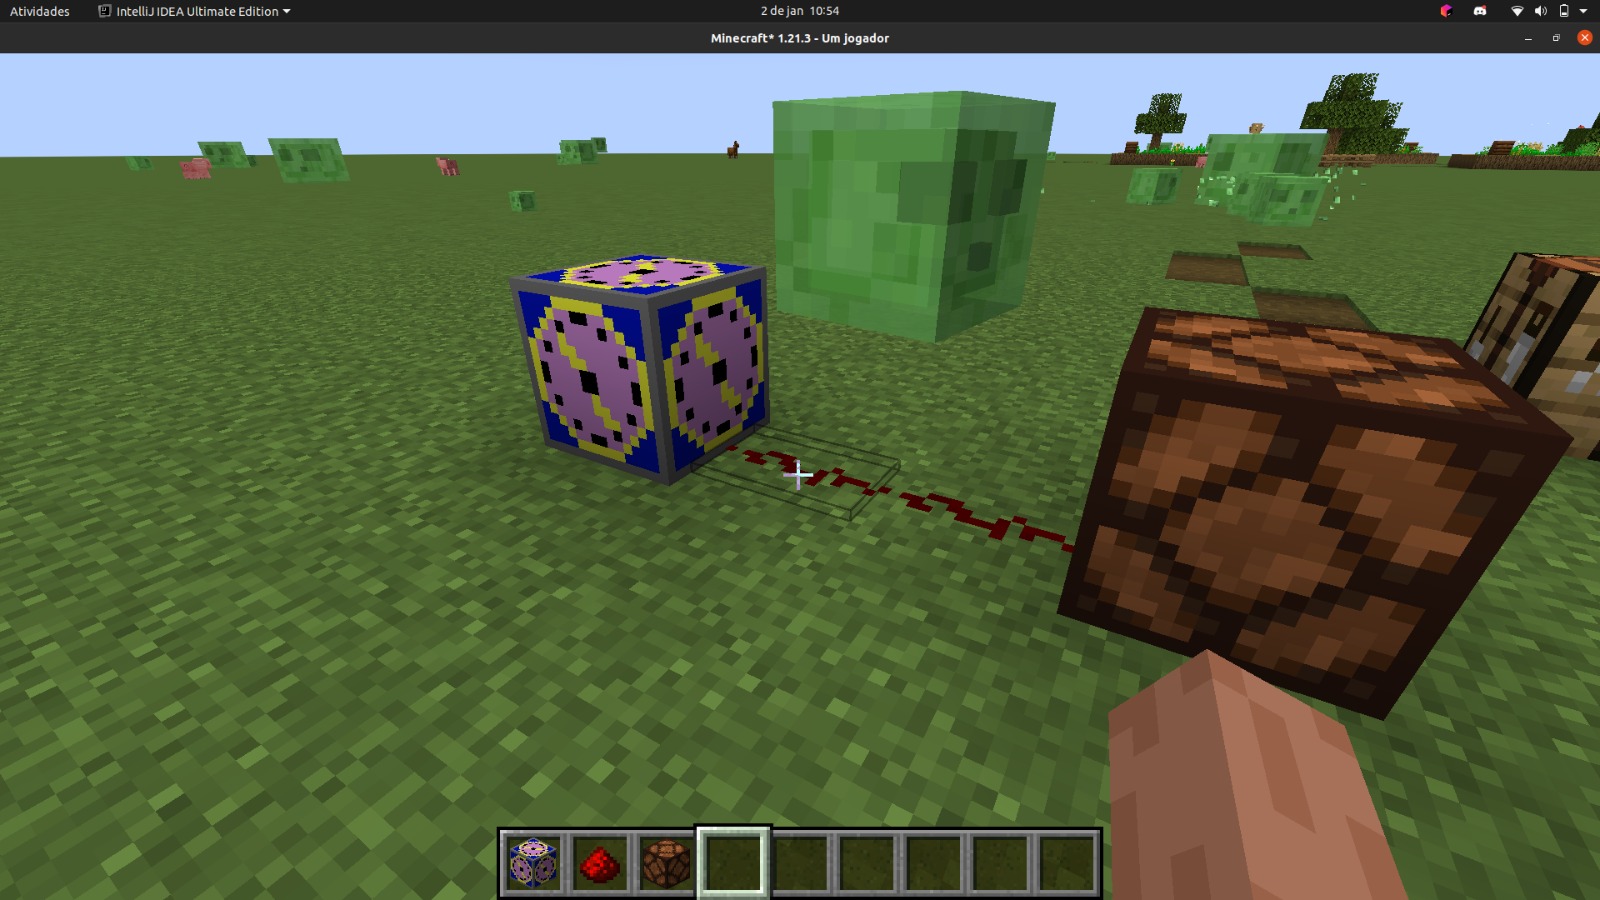 Atividades IntelliJ IDEA Ultimate Edition 2 de jan 10:54
Minecraft* 1.21.3 - Um jogador